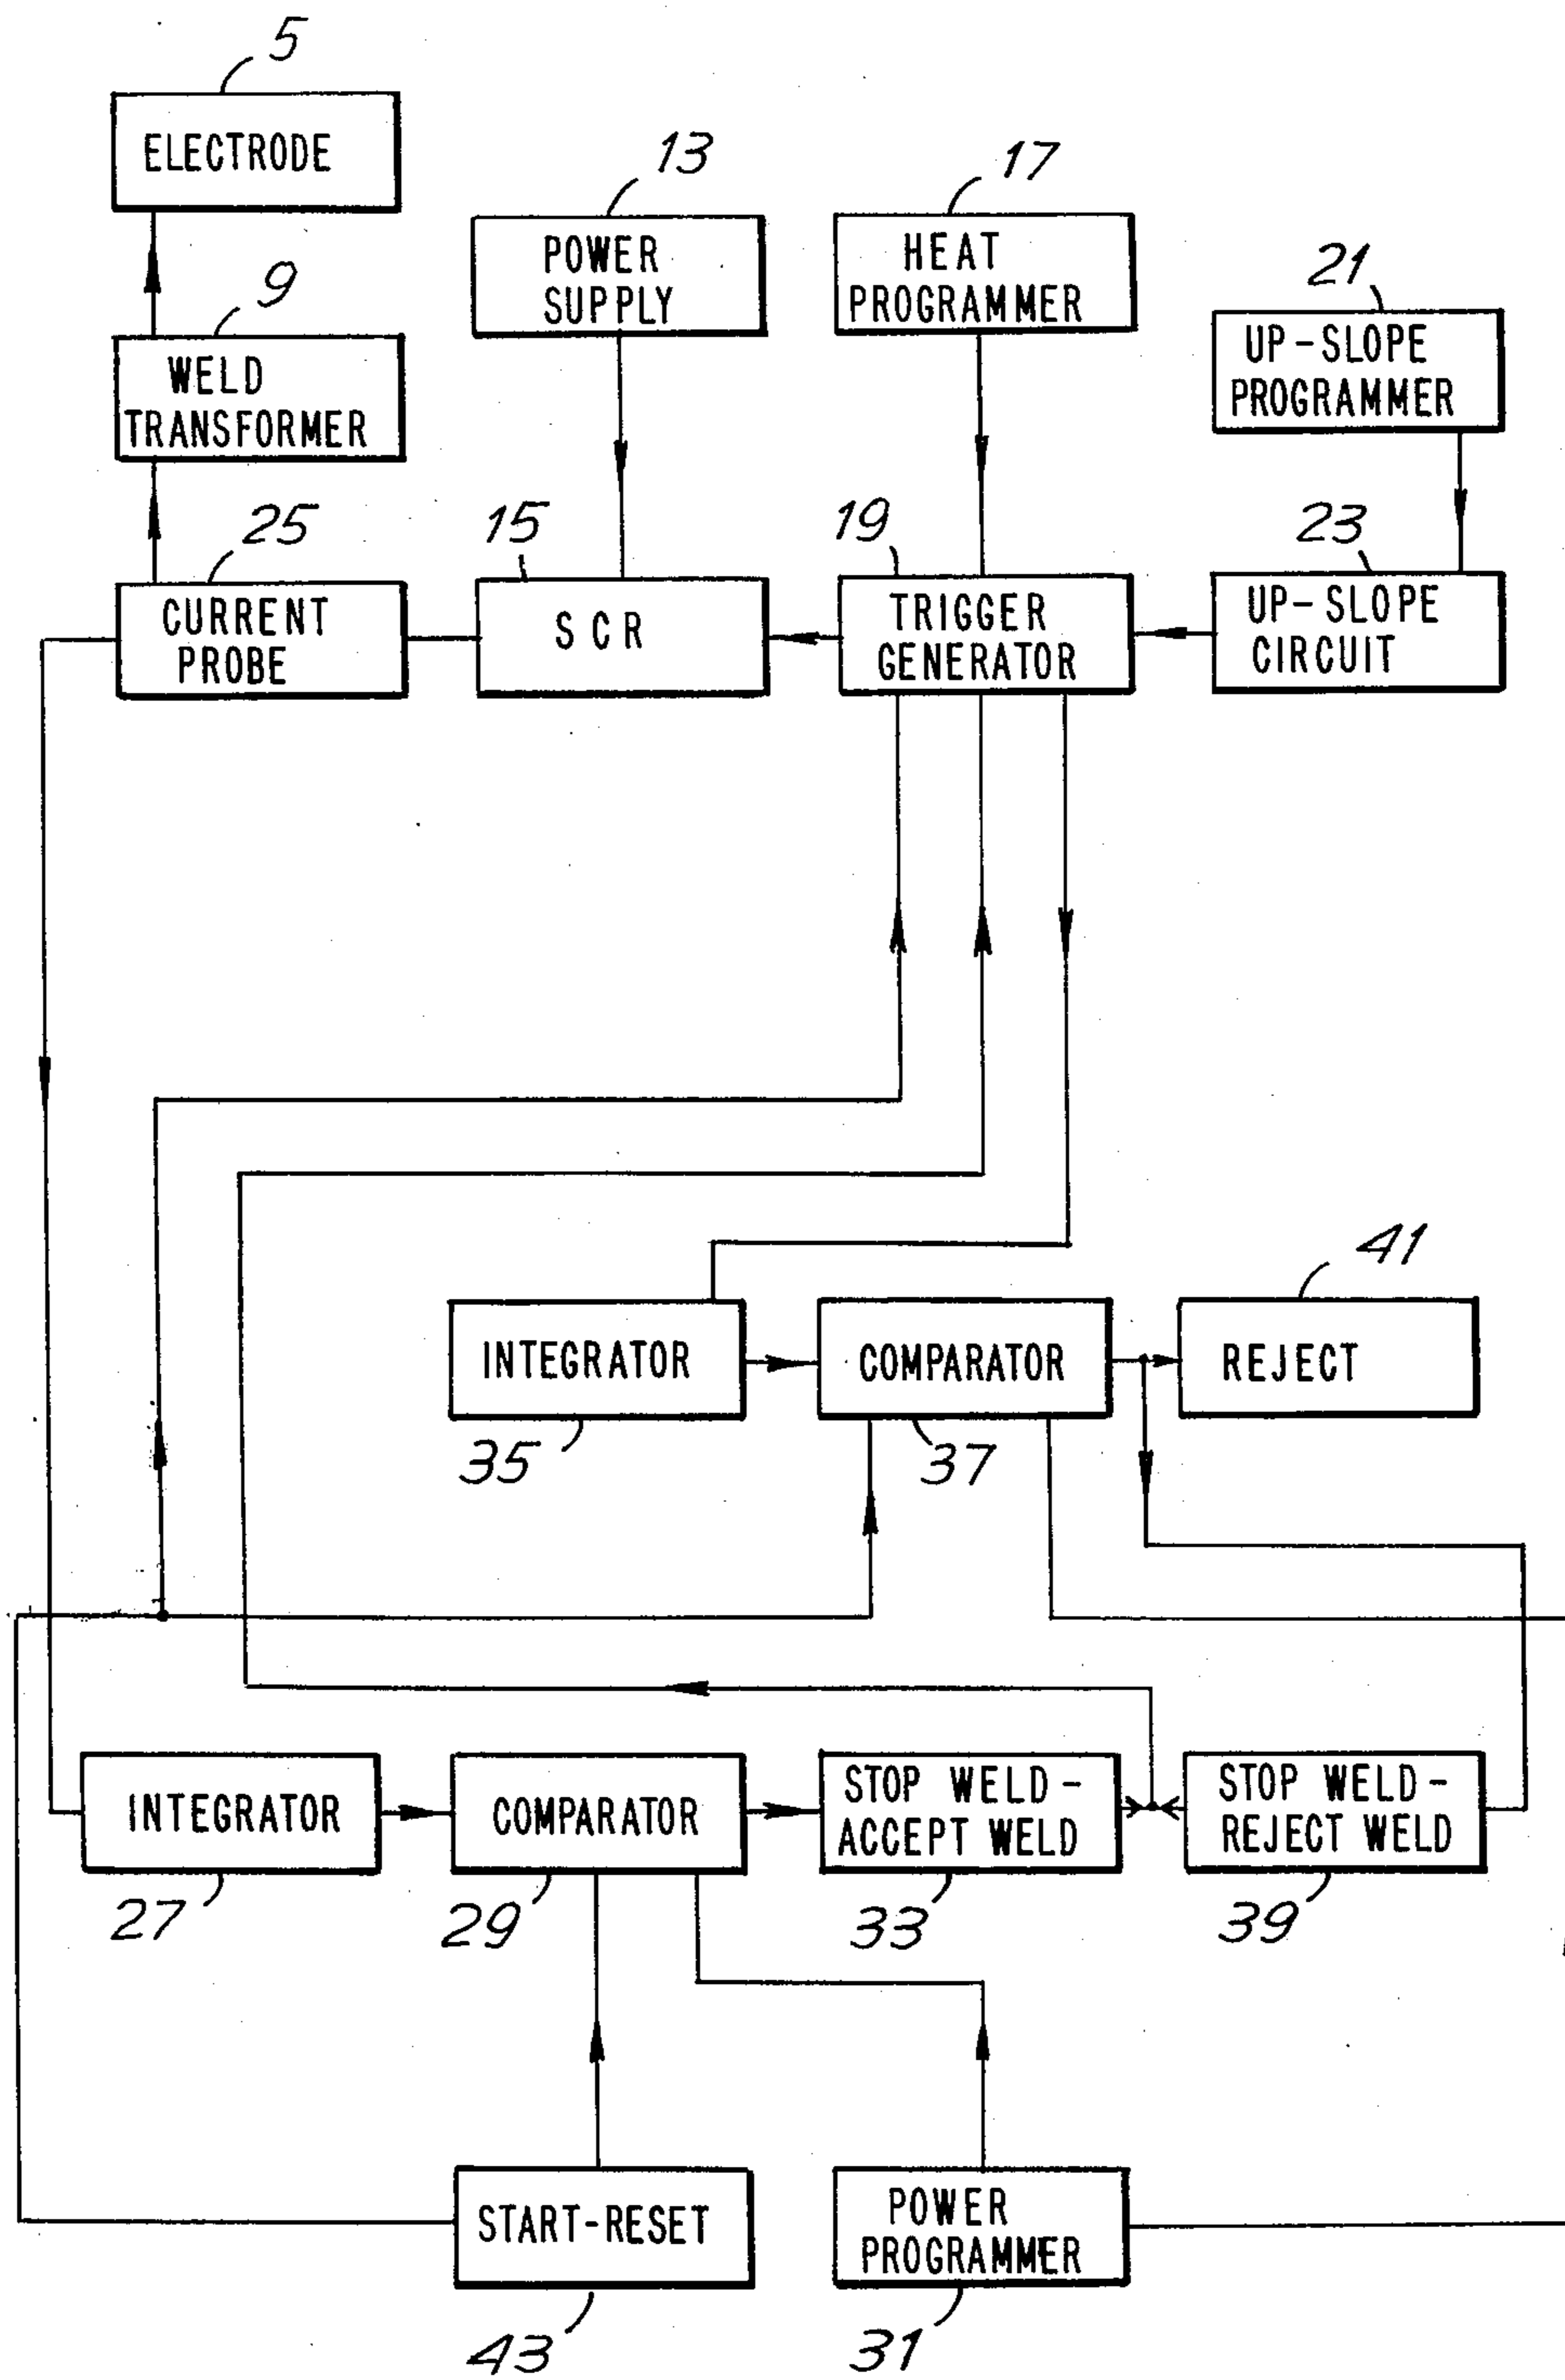 5
ELECTRODE
13
POWER
SUPPLY
17
HEAT
PROGRAMMER
21
UP-SLOPE
PROGRAMMER
9
WELD
TRANSFORMER
25
CURRENT
PROBE
15
SCR
19
TRIGGER
GENERATOR
23
UP-SLOPE
CIRCUIT
INTEGRATOR
35
COMPARATOR
37
41
REJECT
INTEGRATOR
27
COMPARATOR
29
STOP WELD-
ACCEPT WELD
33
STOP WELD-
REJECT WELD
39
START-RESET
43
POWER
PROGRAMMER
31